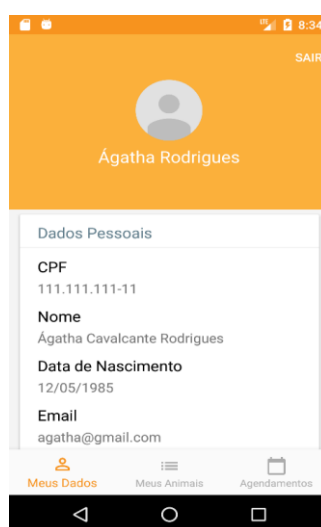 8:34
SAIR
Ágatha Rodrigues
Dados Pessoais
CPF
111.111.111-11
Nome
Ágatha Cavalcante Rodrigues
Data de Nascimento
12/05/1985
Email
agatha@gmail.com
Meus Dados Meus Animais Agendamentos